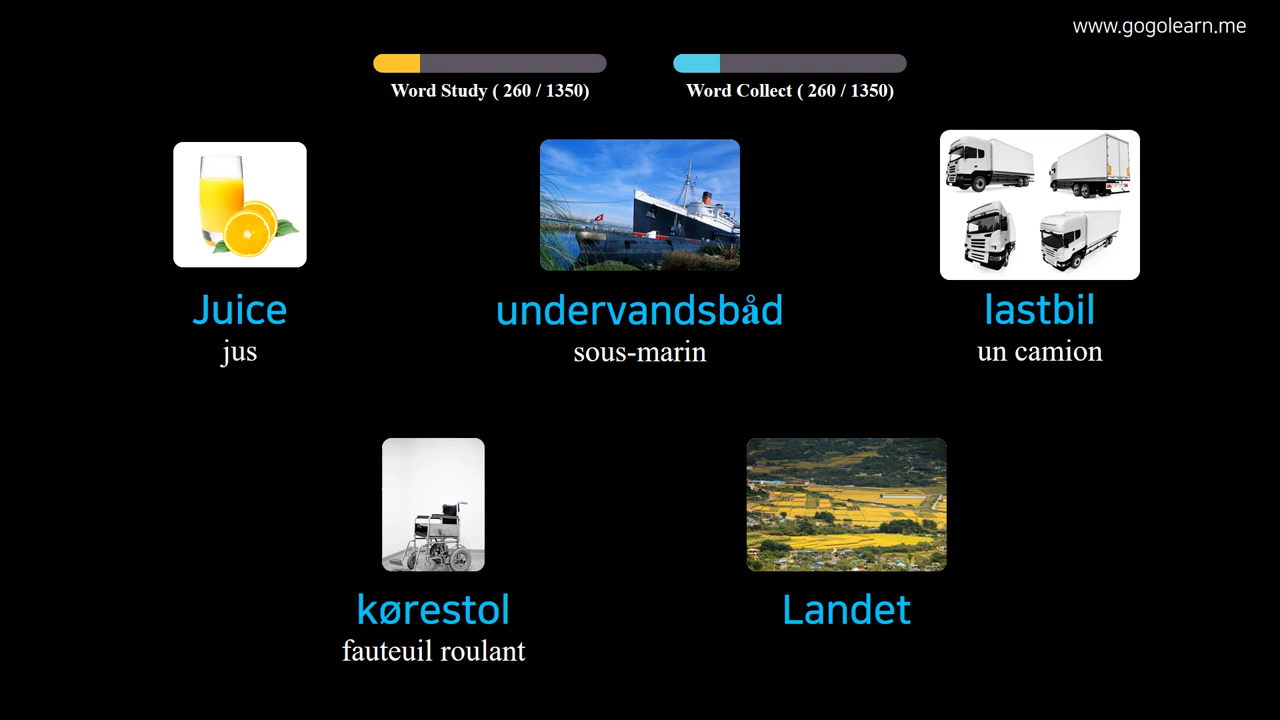 www.gogolearn.me
Word Study ( 260 / 1350)
Word Collect ( 260 / 1350)
Juice
jus
undervandsbåd
sous-marin
lastbil
un camion
kørestol
fauteuil roulant
Landet